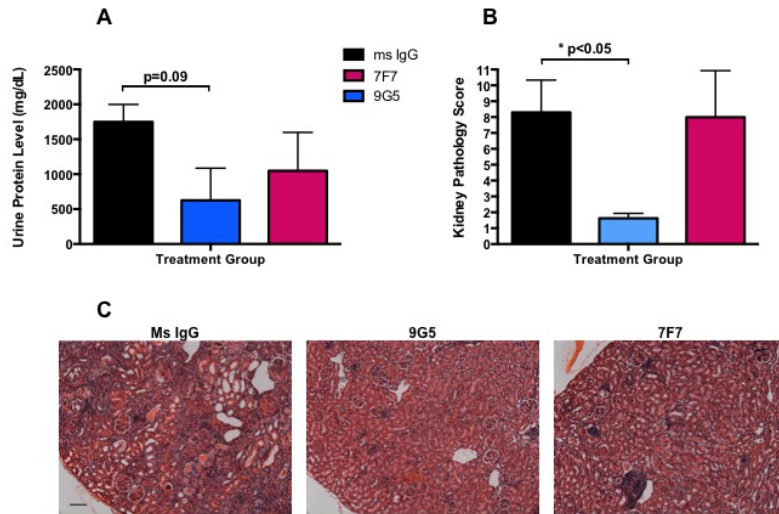 A
Urine Protein Level (mg/dL)
2500
2000
1500
1000
500
0
p=0.09
Treatment Group
ms IgG
7F7
9G5
B
Kidney Pathology Score
11
10
9
8
7
6
5
4
3
2
1
0
* p<0.05
Treatment Group
C
Ms IgG
9G5
7F7